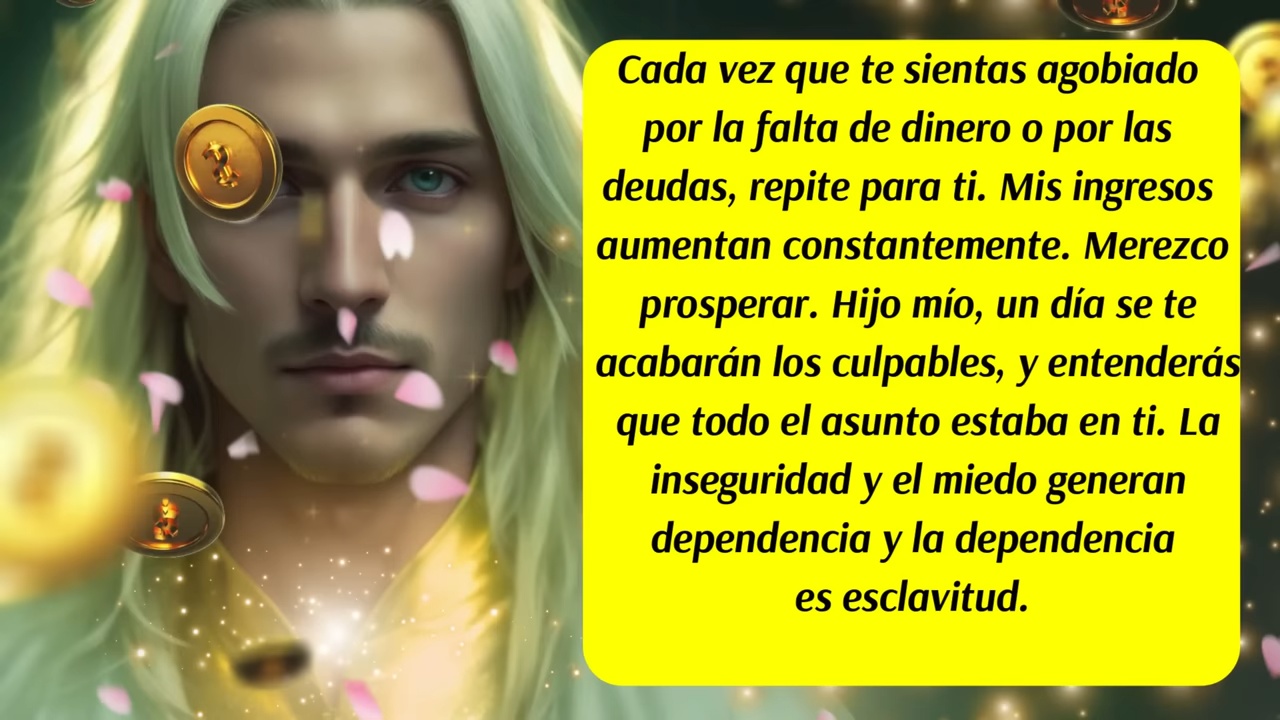 Cada vez que te sientas agobiado
por la falta de dinero o por las
deudas, repite para ti. Mis ingresos
aumentan constantemente. Merezco
prosperar. Hijo mío, un día se te
acabarán los culpables, y entenderás
que todo el asunto estaba en ti. La
inseguridad y el miedo generan
dependencia y la dependencia
es esclavitud.